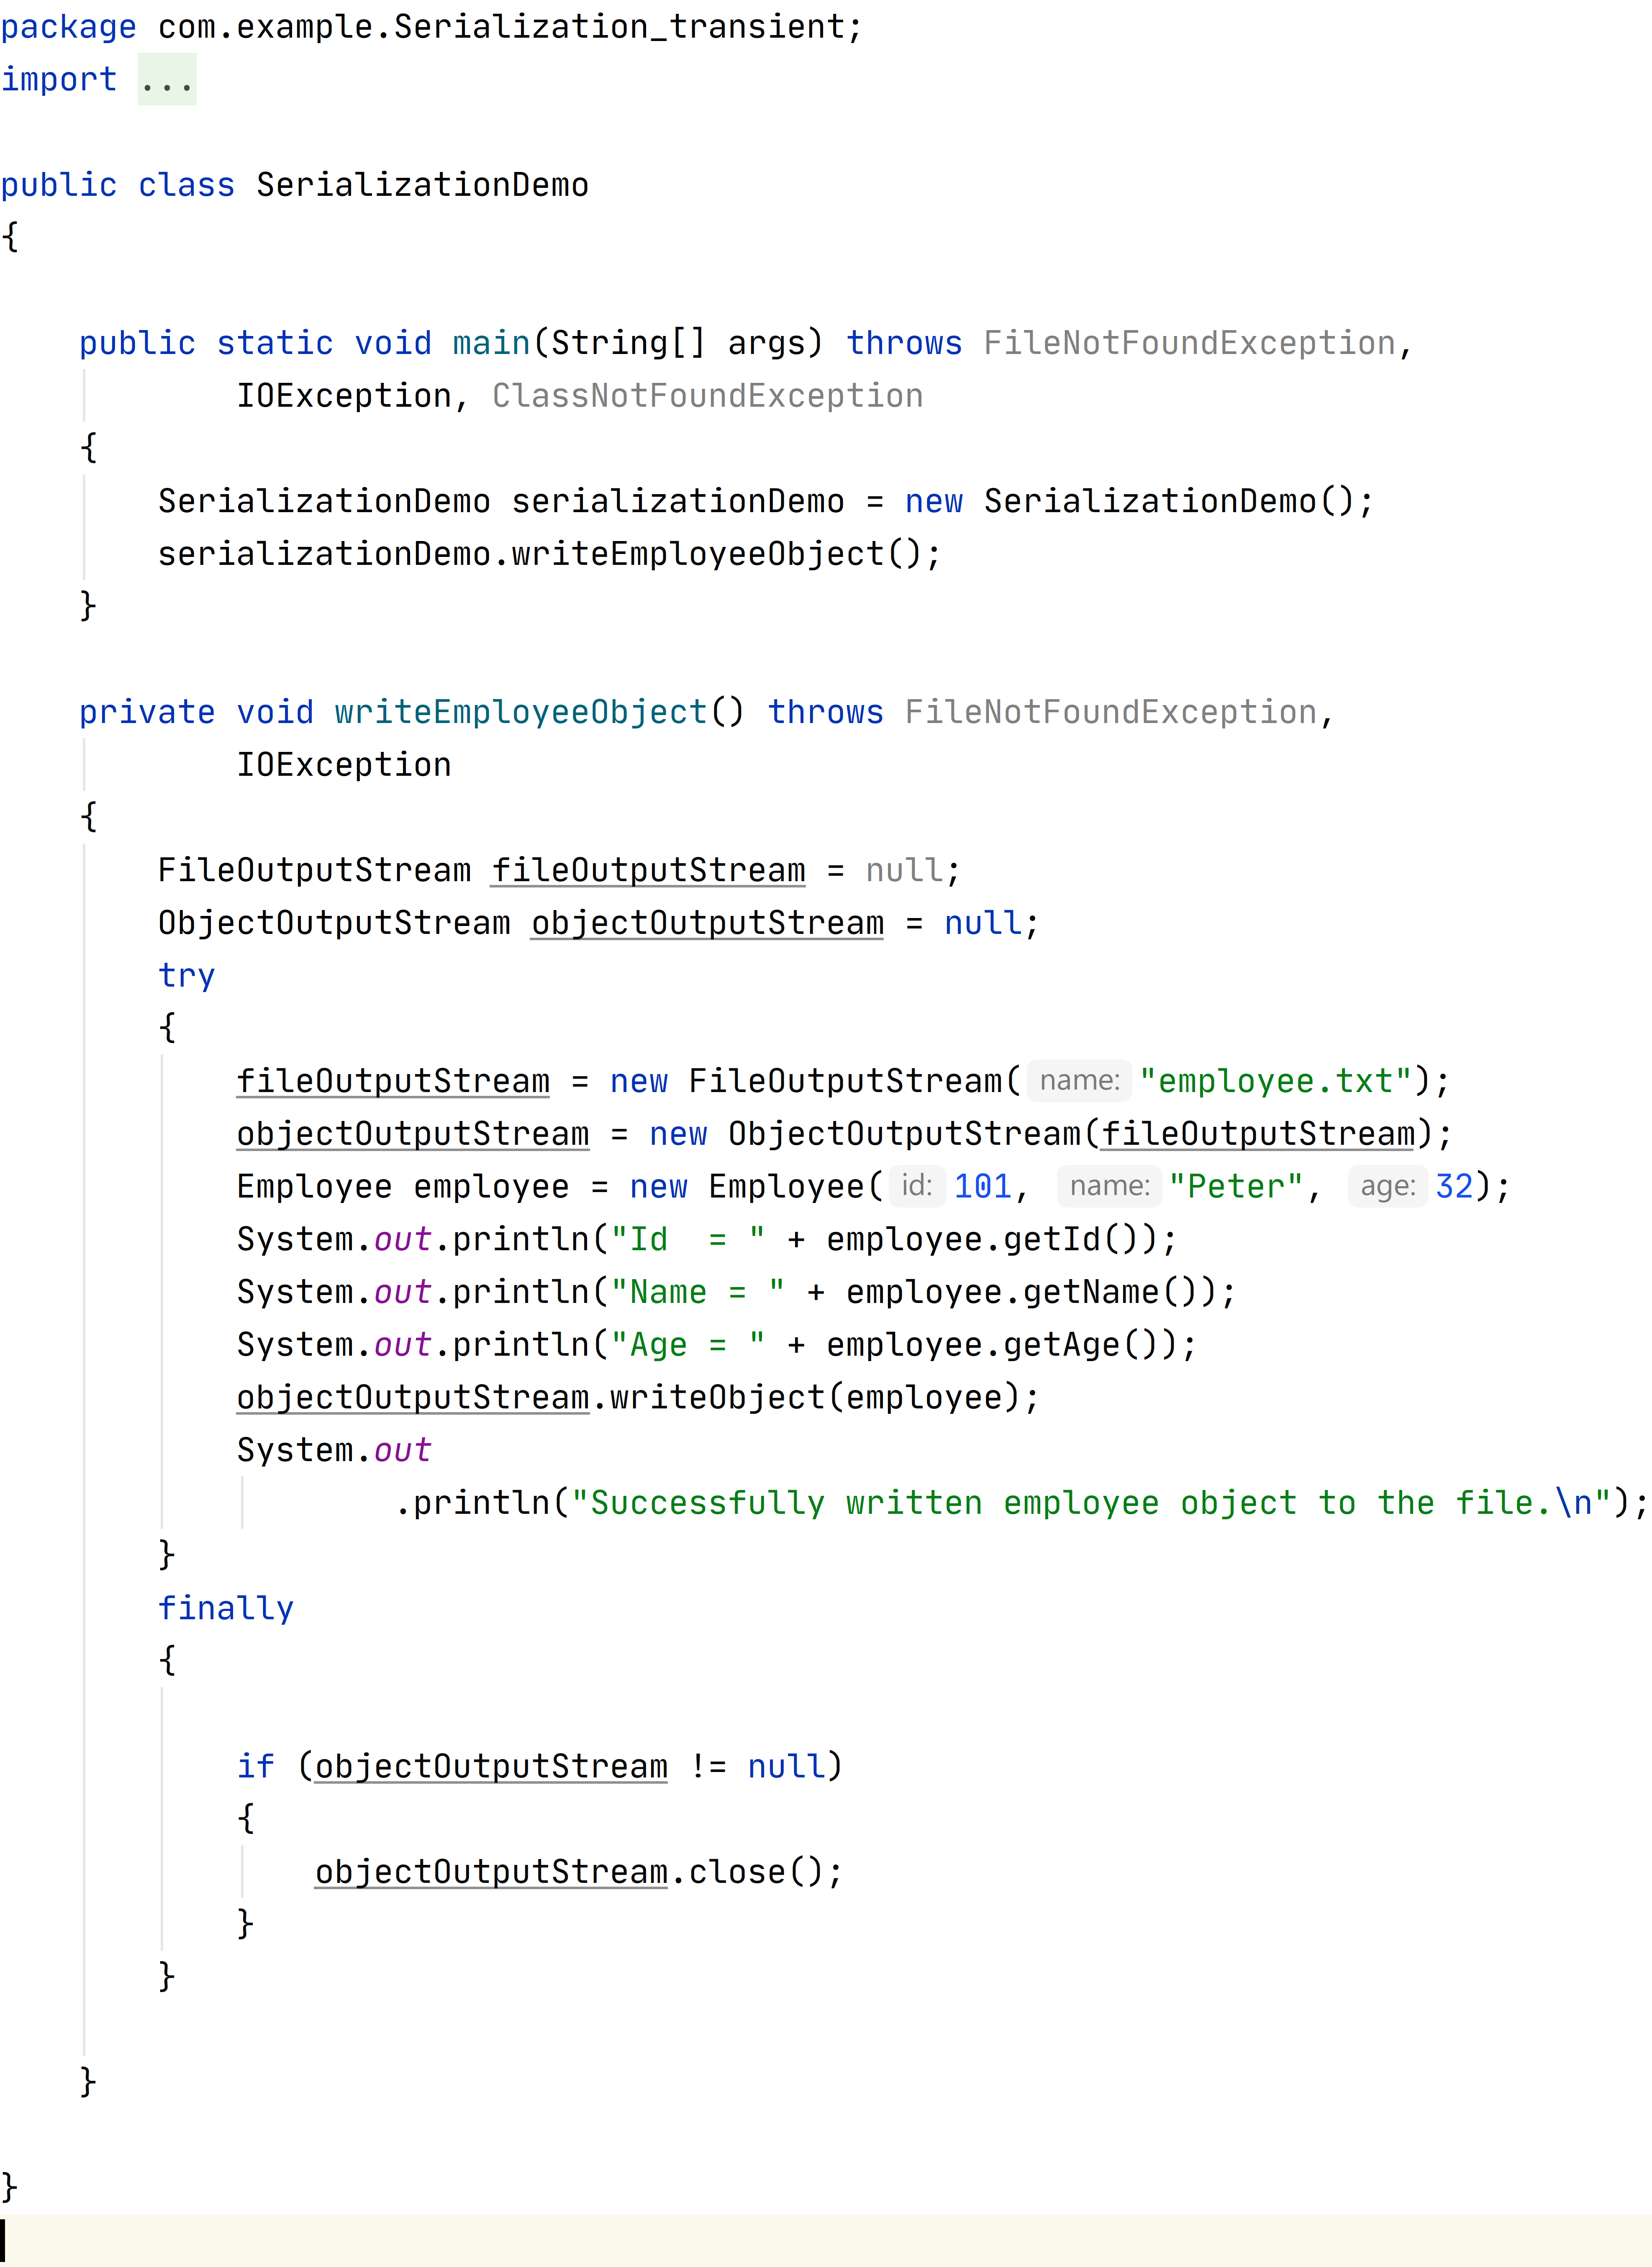 package com.example.Serialization_transient;
import ...
public class SerializationDemo
{
    public static void main(String[] args) throws FileNotFoundException,
            IOException, ClassNotFoundException
    {
        SerializationDemo serializationDemo = new SerializationDemo();
        serializationDemo.writeEmployeeObject();
    }
    private void writeEmployeeObject() throws FileNotFoundException,
            IOException
    {
        FileOutputStream fileOutputStream = null;
        ObjectOutputStream objectOutputStream = null;
        try
        {
            fileOutputStream = new FileOutputStream( name: "employee.txt");
            objectOutputStream = new ObjectOutputStream(fileOutputStream);
            Employee employee = new Employee( id: 101, name: "Peter", age: 32);
            System.out.println("Id  = " + employee.getId());
            System.out.println("Name = " + employee.getName());
            System.out.println("Age = " + employee.getAge());
            objectOutputStream.writeObject(employee);
            System.out
                    .println("Successfully written employee object to the file.\n");
        }
        finally
        {
            if (objectOutputStream != null)
            {
                objectOutputStream.close();
            }
        }
    }
}